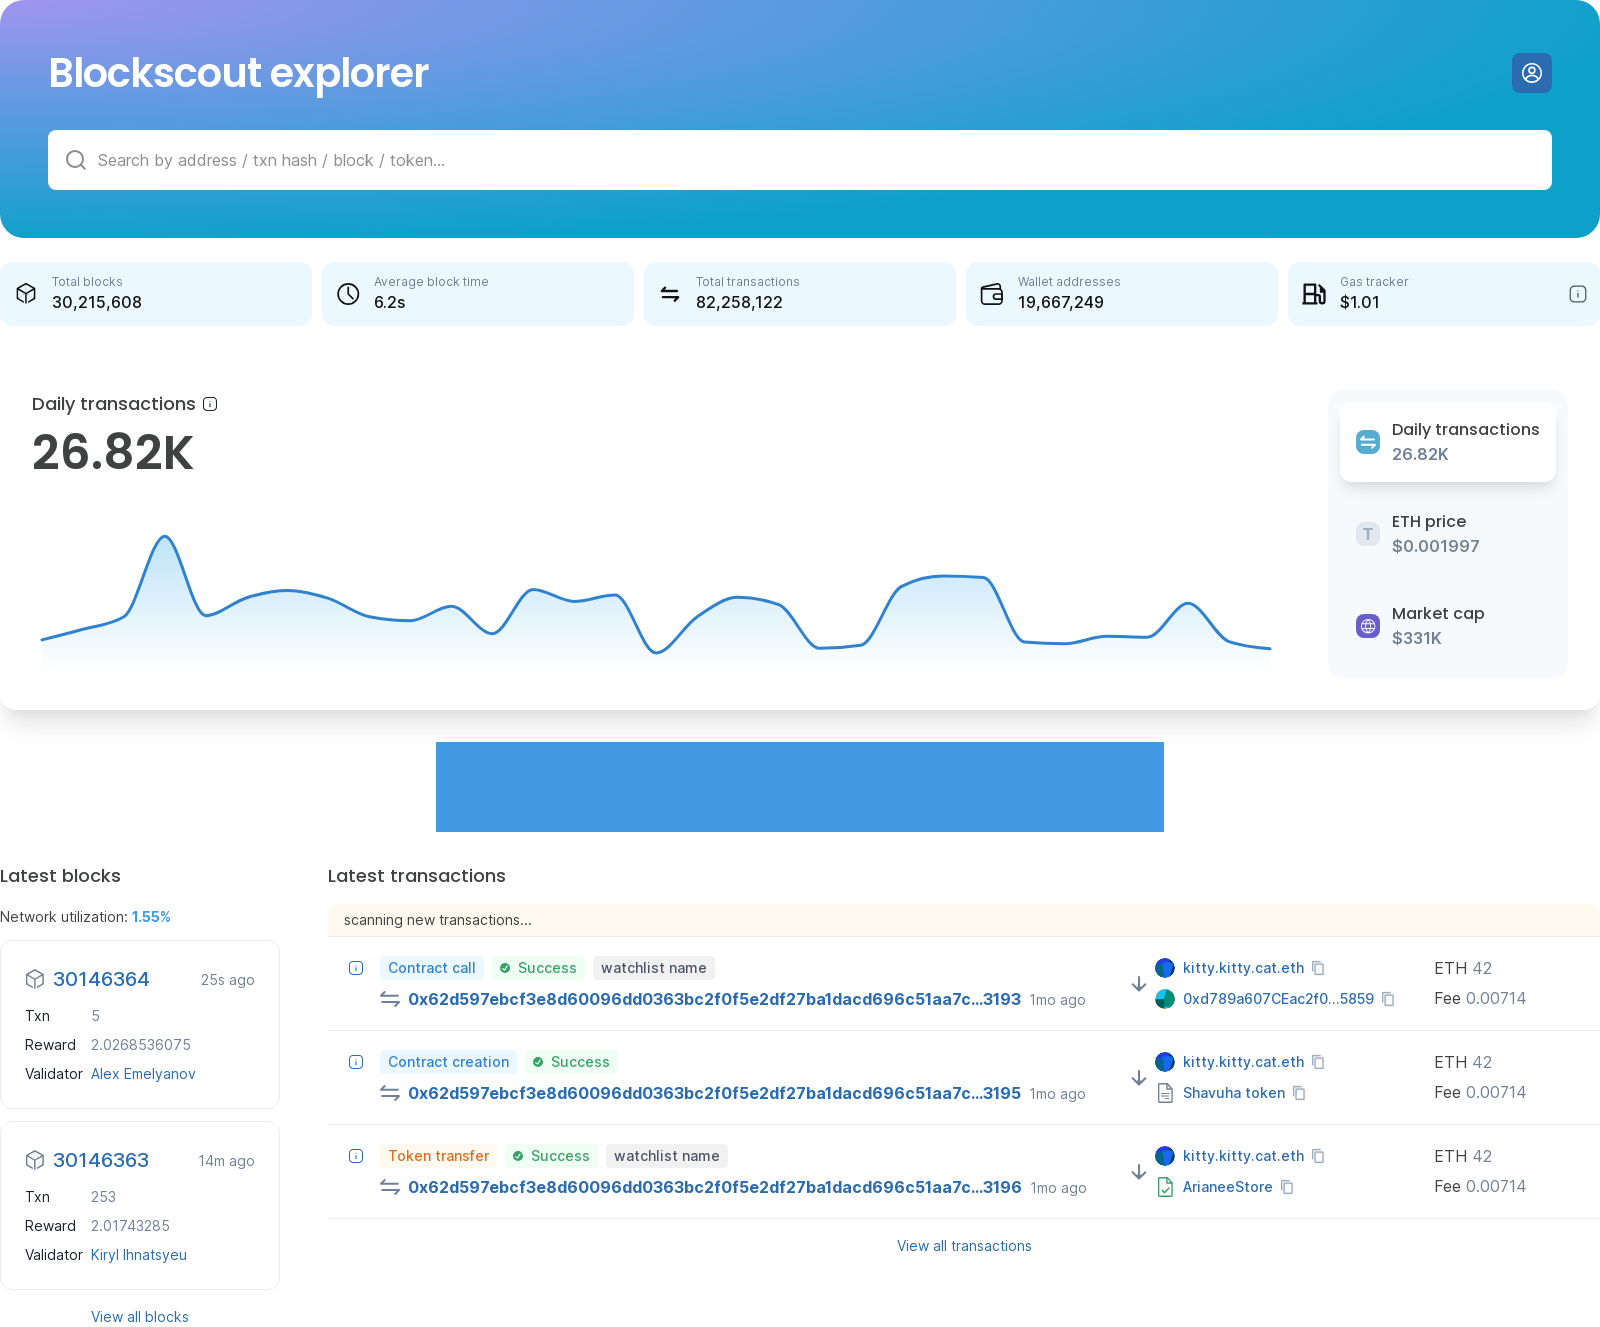 Blockscout explorer
Search by address / txn hash / block / token...
Total blocks
30,215,608
Average block time
6.2s
Total transactions
82,258,122
Wallet addresses
19,667,249
Gas tracker
$1.01
Daily transactions
26.82K
Daily transactions
26.82K
T
ETH price
$0.001997
Market cap
$331K
Latest blocks
Network utilization: 1.55%
30146364 25s ago
Txn 5
Reward 2.0268536075
Validator Alex Emelyanov
30146363 14m ago
Txn 253
Reward 2.01743285
Validator Kiryl Ihnatsyeu
View all blocks
Latest transactions
scanning new transactions...
Contract call Success watchlist name
0x62d597ebcf3e8d60096dd0363bc2f0f5e2df27ba1dacd696c51aa7c...3193 1mo ago
kitty.kitty.cat.eth
0xd789a607CEac2f0...5859
ETH 42
Fee 0.00714
Contract creation Success
0x62d597ebcf3e8d60096dd0363bc2f0f5e2df27ba1dacd696c51aa7c...3195 1mo ago
kitty.kitty.cat.eth
Shavuha token
ETH 42
Fee 0.00714
Token transfer Success watchlist name
0x62d597ebcf3e8d60096dd0363bc2f0f5e2df27ba1dacd696c51aa7c...3196 1mo ago
kitty.kitty.cat.eth
ArianeeStore
ETH 42
Fee 0.00714
View all transactions